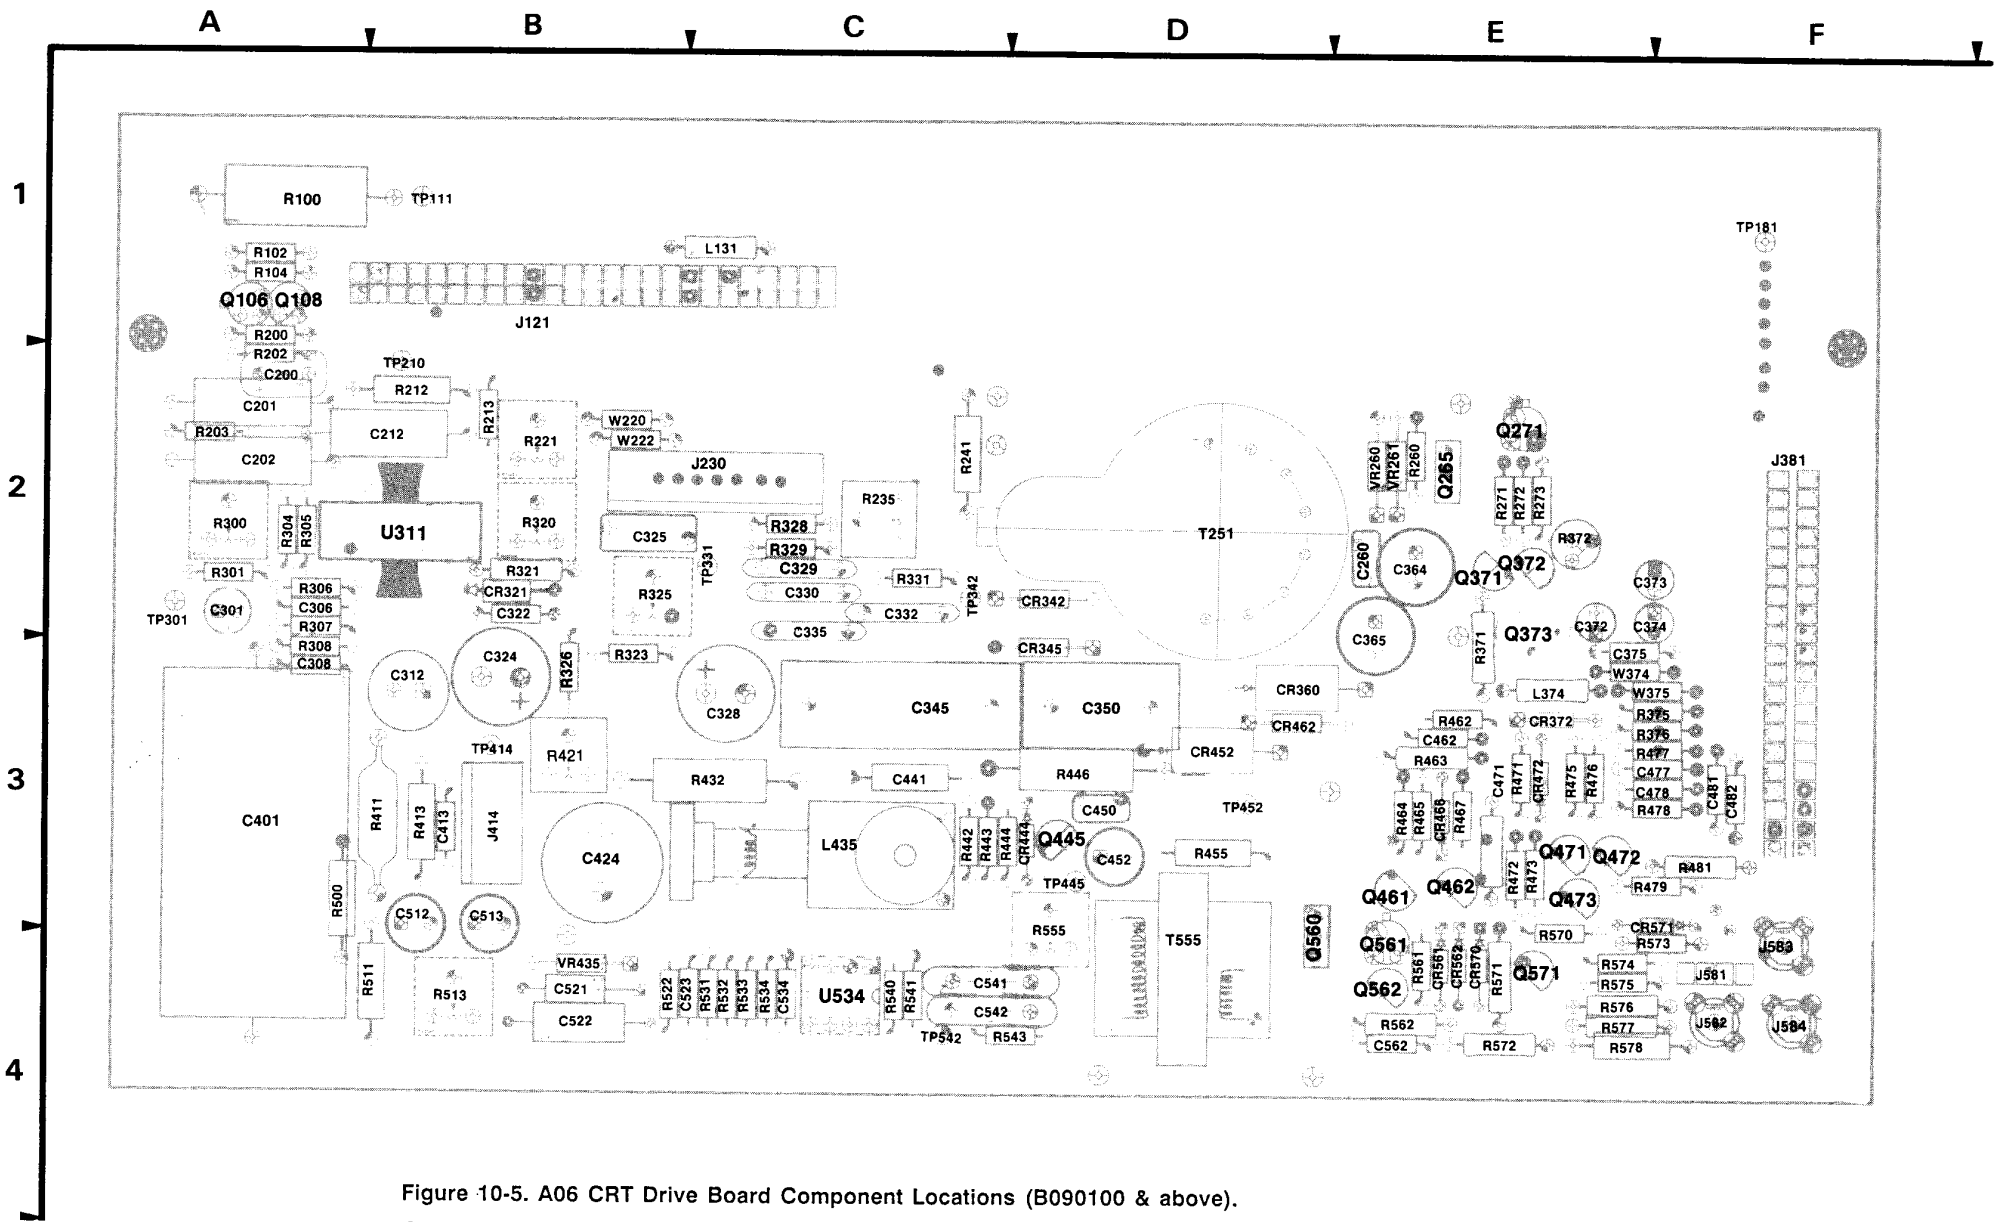 A B C D E F
1
R100
TP111
TP181
L131
R102
R104
Q106 Q108
J121
R200
R202
C200
TP210
R212
C201
R213
R203
C212
R221
W220
W222
C202
J230
R241
VR260
VR261
R260
Q265
Q271
J381
2
R300
R304
R305
U311
R320
C325
R328
R329
R235
T251
R271
R272
R273
R372
C260
C364
Q371
Q372
C373
R301
R321
TP331
C329
R331
TP342
R306
CR321
R325
C330
CR342
C301
C306
C322
C332
TP301
R307
C335
C365
R371
Q373
C372
C374
R308
C308
C324
R326
R323
CR345
C375
W374
C312
C328
C345
C350
CR360
L374
W375
R375
CR462
R462
CR372
R376
TP414
R421
CR452
C462
R477
R463
C477
3
R432
C441
R446
C471
R471
CR472
R475
R476
C478
C481
C482
C401
R411
R413
C413
J414
C450
TP452
R464
R465
CR466
R467
R478
C424
L435
R442
R443
R444
CR444
Q445
C452
R455
R472
R473
Q471
Q472
R481
R500
TP445
Q461
Q462
Q473
R479
C512
C513
R555
T555
Q560
Q561
R570
CR571
R573
J583
R511
VR435
R561
CR561
CR562
CR570
R571
Q571
R574
R575
J581
R513
C521
R522
C523
R531
R532
R533
R534
C534
U534
R540
R541
C541
Q562
C522
C542
R562
R576
R577
J582
J584
TP542
R543
C562
R572
R578
4
Figure 10-5. A06 CRT Drive Board Component Locations (B090100 & above).